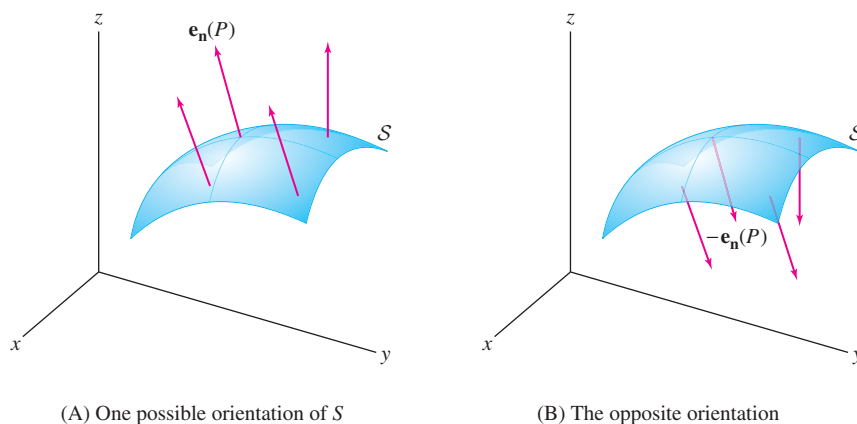 z
e_n(P)
S
x
y
(A) One possible orientation of S
z
S
−e_n(P)
x
y
(B) The opposite orientation